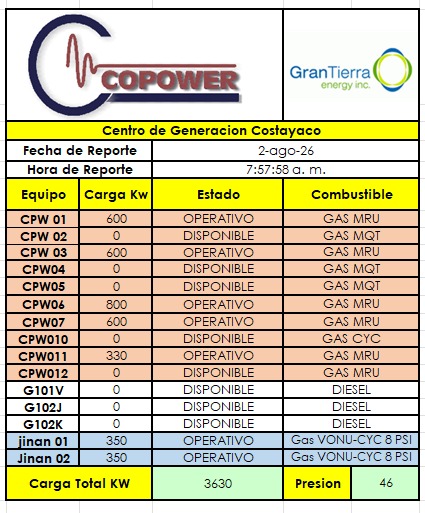 COPOWER
GranTierra
energy inc.
Centro de Generacion Costayaco
Fecha de Reporte 2-ago-26
Hora de Reporte 7:57:58 a. m.
Equipo Carga Kw Estado Combustible
CPW 01 600 OPERATIVO GAS MRU
CPW 02 0 DISPONIBLE GAS MQT
CPW 03 600 OPERATIVO GAS MRU
CPW04 0 DISPONIBLE GAS MQT
CPW05 0 DISPONIBLE GAS MQT
CPW06 800 OPERATIVO GAS MRU
CPW07 600 OPERATIVO GAS MRU
CPW010 0 DISPONIBLE GAS CYC
CPW011 330 OPERATIVO GAS MRU
CPW012 0 DISPONIBLE GAS MRU
G101V 0 DISPONIBLE DIESEL
G102J 0 DISPONIBLE DIESEL
G102K 0 DISPONIBLE DIESEL
jinan 01 350 OPERATIVO Gas VONU-CYC 8 PSI
Jinan 02 350 OPERATIVO Gas VONU-CYC 8 PSI
Carga Total KW 3630 Presion 46